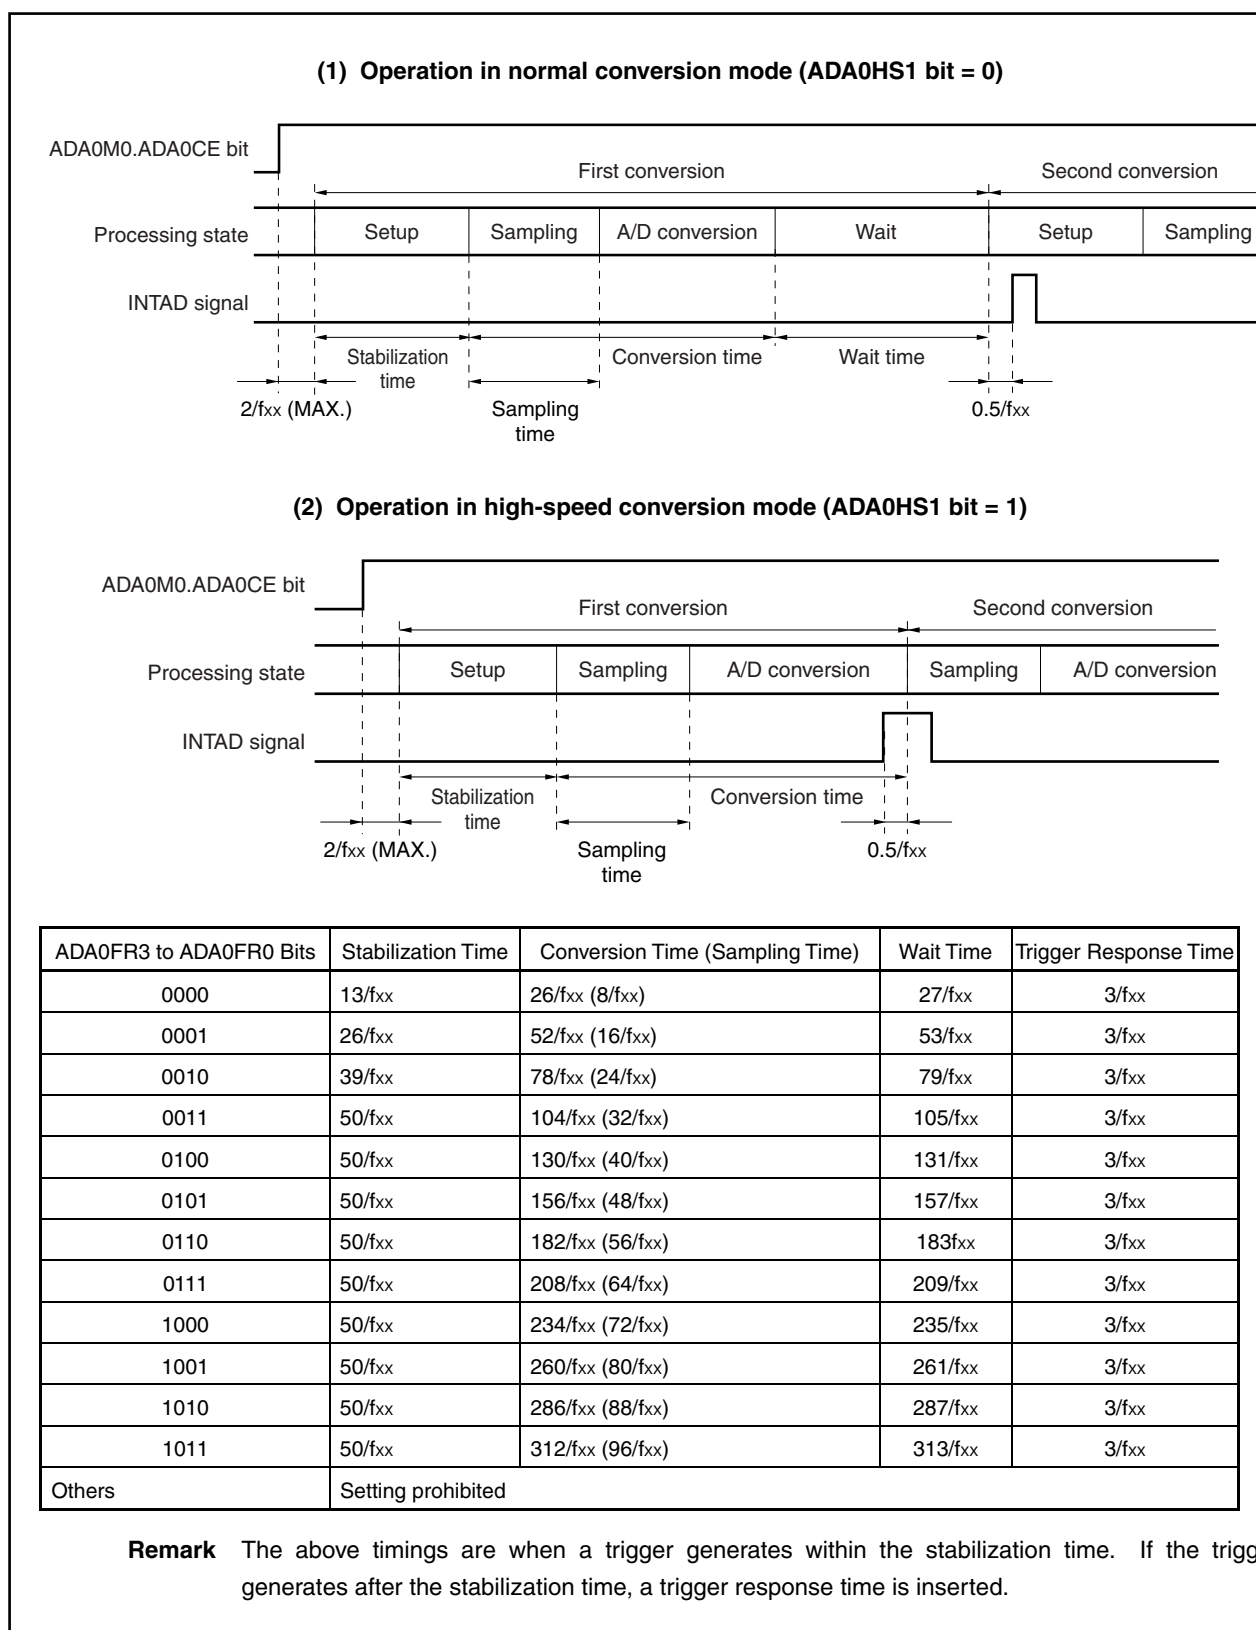 (1) Operation in normal conversion mode (ADA0HS1 bit = 0)
ADA0M0.ADA0CE bit
First conversion Second conversion
Processing state Setup Sampling A/D conversion Wait Setup Sampling
INTAD signal
Stabilization time Conversion time Wait time
2/fxx (MAX.) Sampling time 0.5/fxx
(2) Operation in high-speed conversion mode (ADA0HS1 bit = 1)
ADA0M0.ADA0CE bit
First conversion Second conversion
Processing state Setup Sampling A/D conversion Sampling A/D conversion
INTAD signal
Stabilization time Conversion time
2/fxx (MAX.) Sampling time 0.5/fxx
ADA0FR3 to ADA0FR0 Bits Stabilization Time Conversion Time (Sampling Time) Wait Time Trigger Response Time
0000 13/fxx 26/fxx (8/fxx) 27/fxx 3/fxx
0001 26/fxx 52/fxx (16/fxx) 53/fxx 3/fxx
0010 39/fxx 78/fxx (24/fxx) 79/fxx 3/fxx
0011 50/fxx 104/fxx (32/fxx) 105/fxx 3/fxx
0100 50/fxx 130/fxx (40/fxx) 131/fxx 3/fxx
0101 50/fxx 156/fxx (48/fxx) 157/fxx 3/fxx
0110 50/fxx 182/fxx (56/fxx) 183fxx 3/fxx
0111 50/fxx 208/fxx (64/fxx) 209/fxx 3/fxx
1000 50/fxx 234/fxx (72/fxx) 235/fxx 3/fxx
1001 50/fxx 260/fxx (80/fxx) 261/fxx 3/fxx
1010 50/fxx 286/fxx (88/fxx) 287/fxx 3/fxx
1011 50/fxx 312/fxx (96/fxx) 313/fxx 3/fxx
Others Setting prohibited
Remark The above timings are when a trigger generates within the stabilization time. If the trigg
generates after the stabilization time, a trigger response time is inserted.